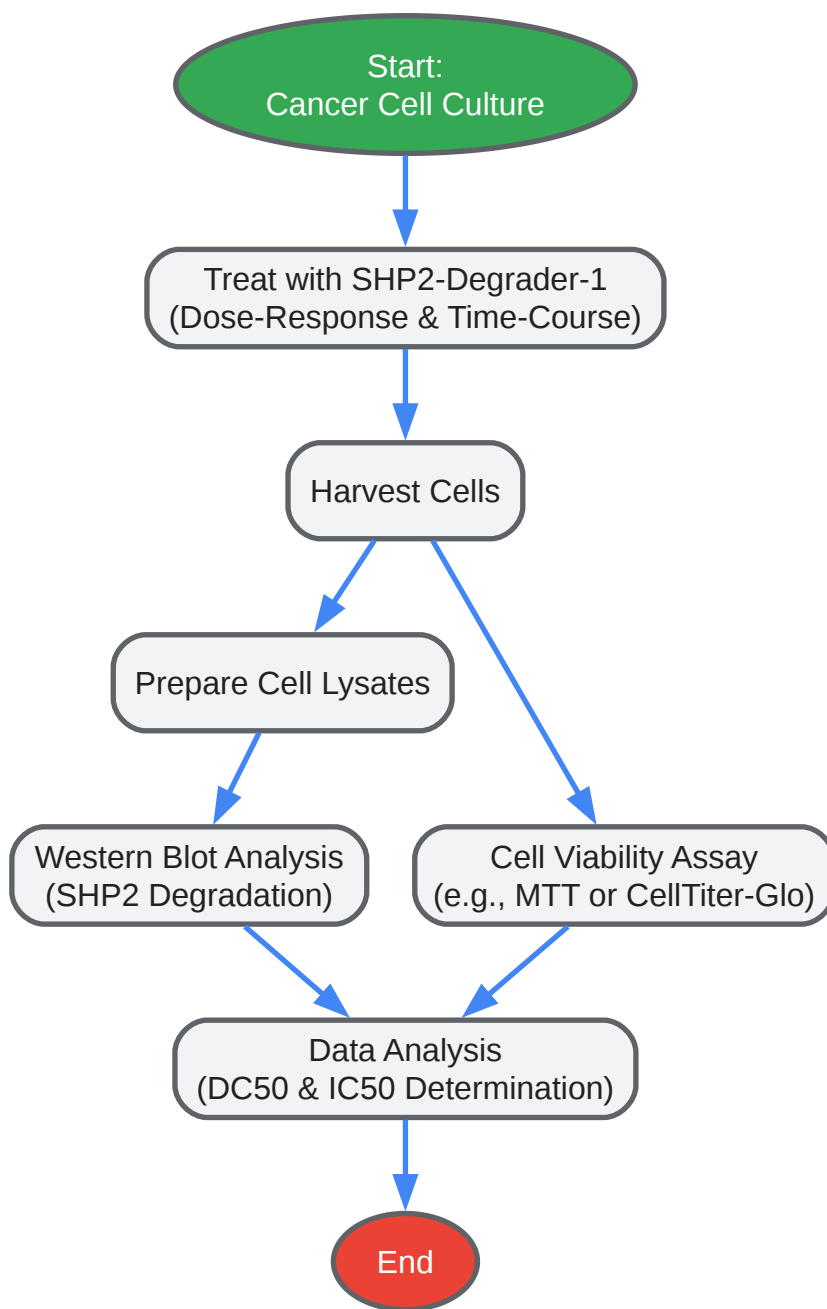 Start:
Cancer Cell Culture
Treat with SHP2-Degrader-1
(Dose-Response & Time-Course)
Harvest Cells
Prepare Cell Lysates
Western Blot Analysis
(SHP2 Degradation)
Cell Viability Assay
(e.g., MTT or CellTiter-Glo)
Data Analysis
(DC50 & IC50 Determination)
End